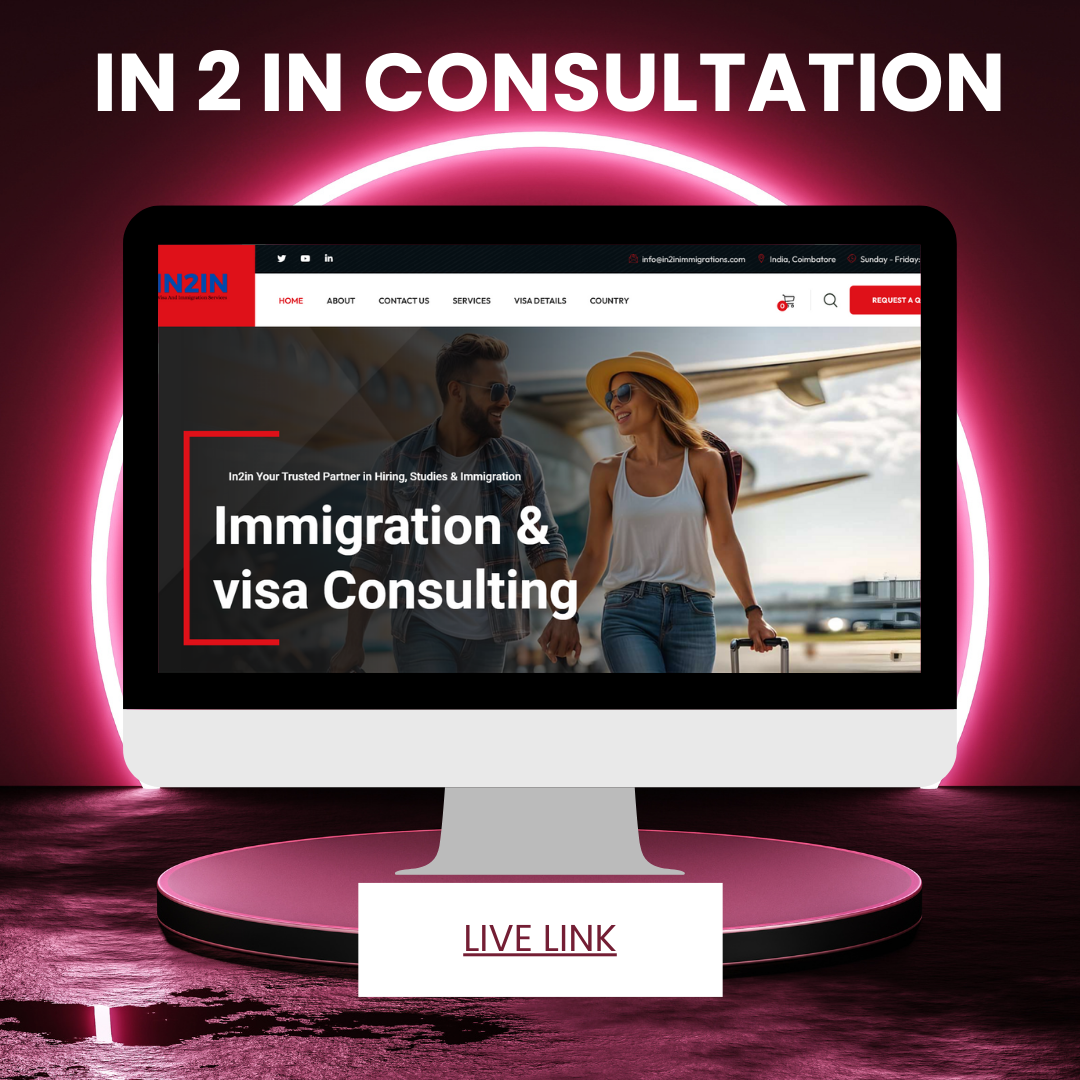 IN 2 IN CONSULTATION
IN2IN
Visa And Immigration Services
info@in2inimmigrations.com
India, Coimbatore
Sunday - Friday:
HOME
ABOUT
CONTACT US
SERVICES
VISA DETAILS
COUNTRY
0
REQUEST A Q
In2in Your Trusted Partner in Hiring, Studies & Immigration
Immigration &
visa Consulting
LIVE LINK